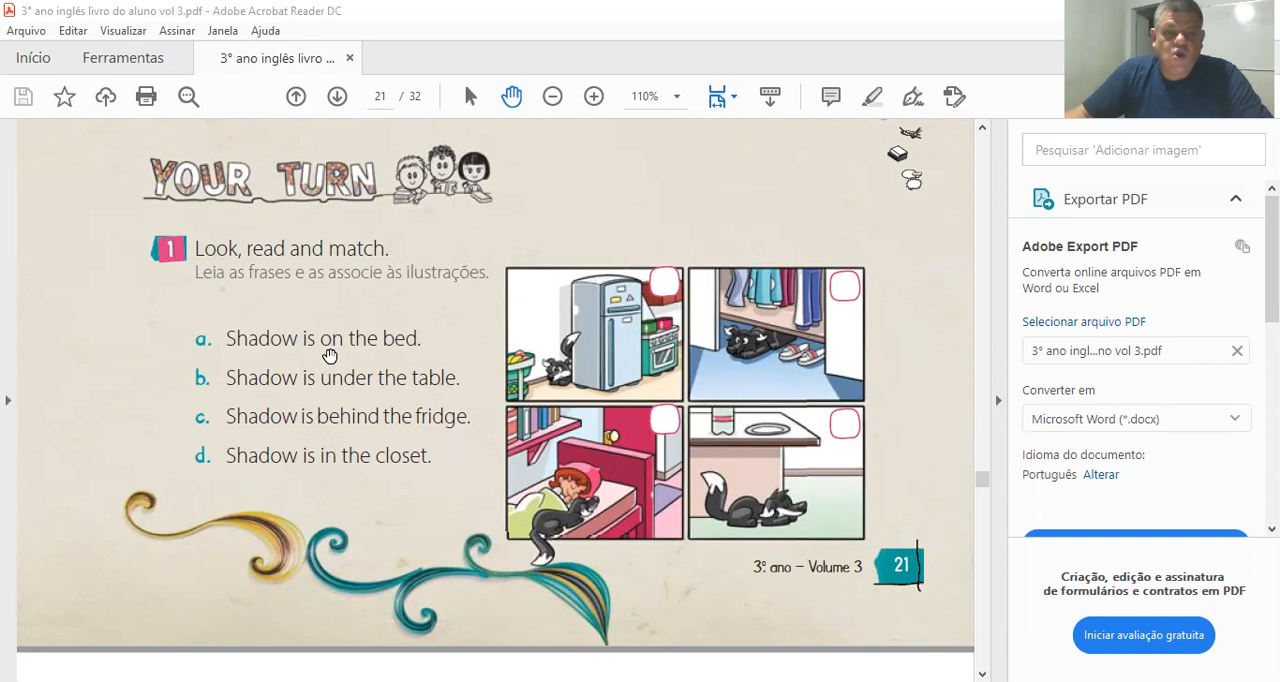 3° ano inglês livro do aluno vol 3.pdf - Adobe Acrobat Reader DC
Arquivo Editar Visualizar Assinar Janela Ajuda
Início Ferramentas 3° ano inglês livro ... ×
21 / 32 110%
Pesquisar 'Adicionar imagem'
Exportar PDF
Adobe Export PDF
Converta online arquivos PDF em
Word ou Excel
Selecionar arquivo PDF
3° ano ingl...no vol 3.pdf
Converter em
Microsoft Word (*.docx)
Idioma do documento:
Português Alterar
Criação, edição e assinatura
de formulários e contratos em PDF
Iniciar avaliação gratuita
YOUR TURN
1 Look, read and match.
Leia as frases e as associe às ilustrações.
a. Shadow is on the bed.
b. Shadow is under the table.
c. Shadow is behind the fridge.
d. Shadow is in the closet.
3º. ano – Volume 3 21